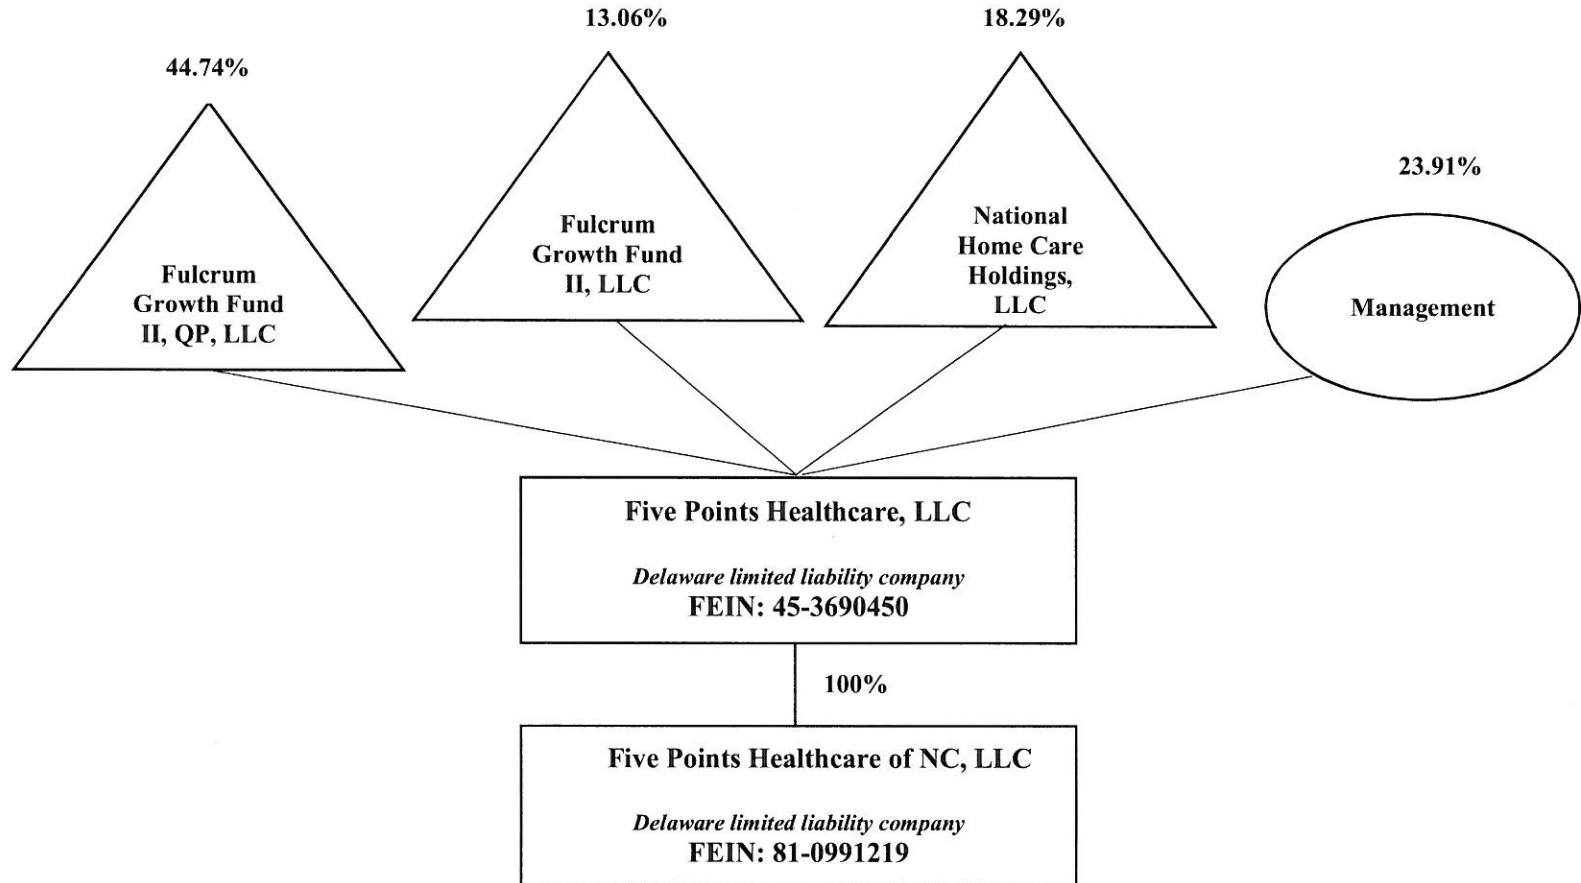 44.74%
Fulcrum
Growth Fund
II, QP, LLC
13.06%
Fulcrum
Growth Fund
II, LLC
18.29%
National
Home Care
Holdings,
LLC
23.91%
Management
Five Points Healthcare, LLC
Delaware limited liability company
FEIN: 45-3690450
100%
Five Points Healthcare of NC, LLC
Delaware limited liability company
FEIN: 81-0991219